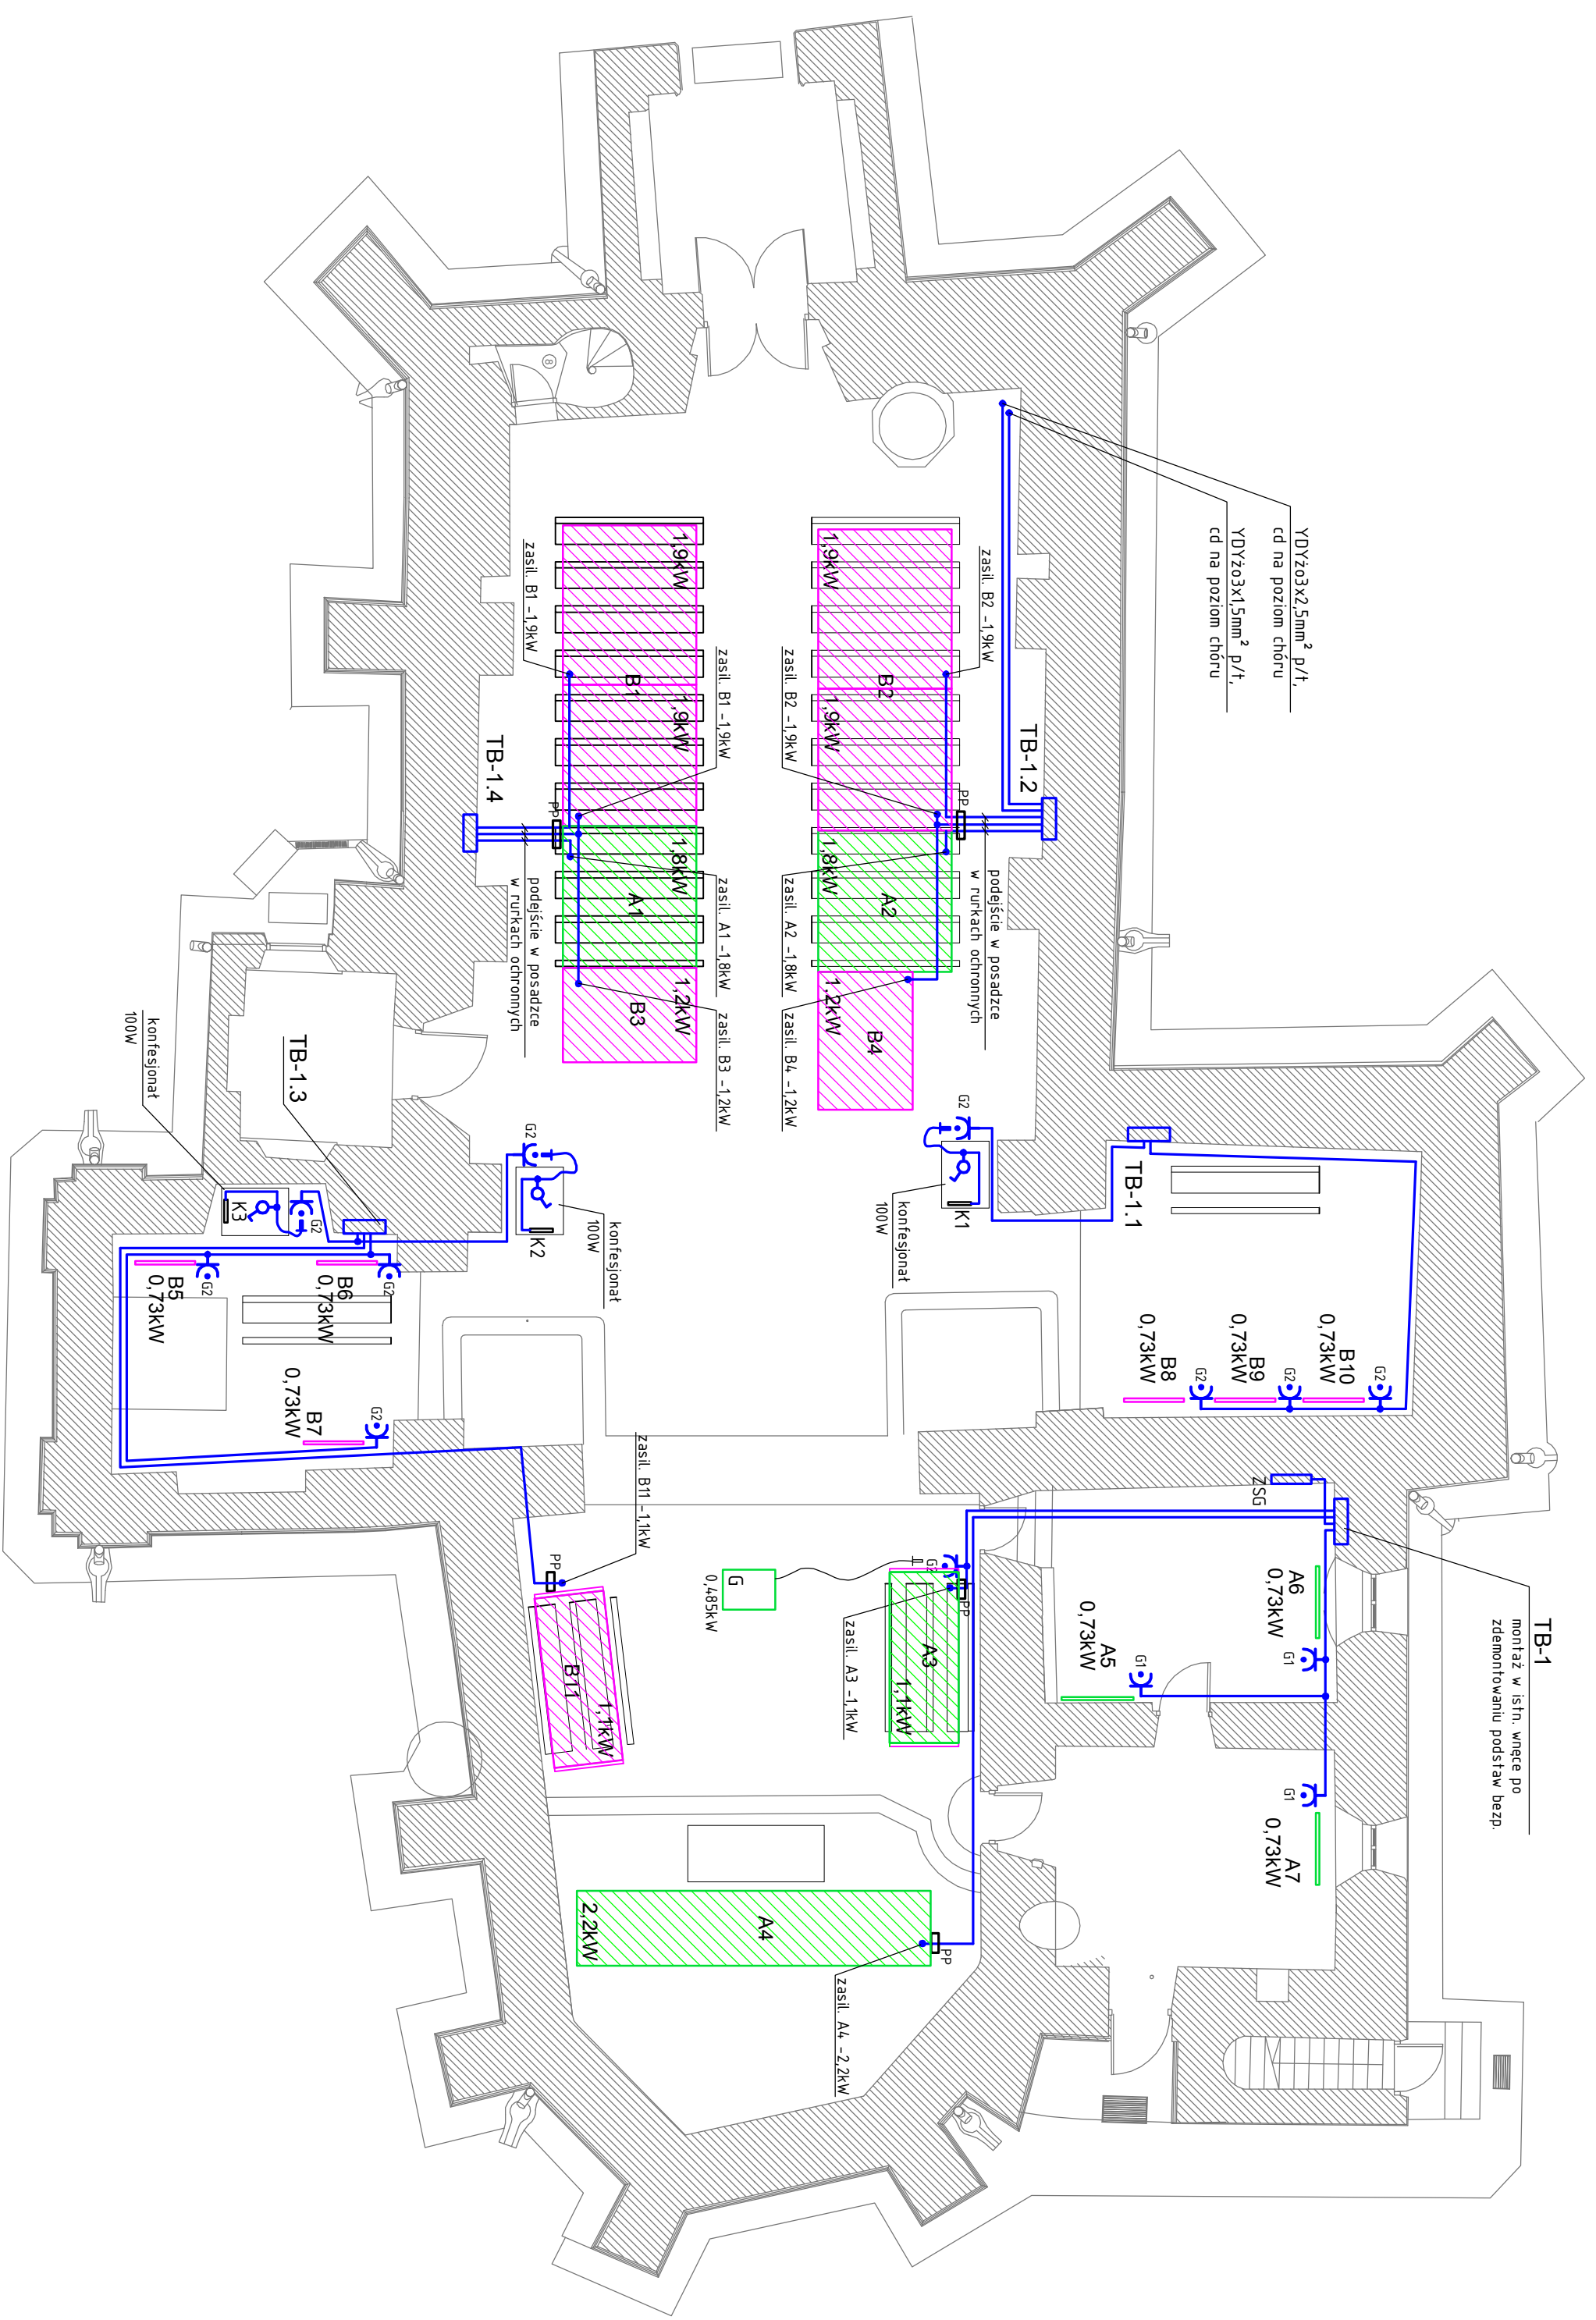 YDYżo3x2,5mm² p/t,
cd na poziom chóru
YDYżo3x1,5mm² p/t,
cd na poziom chóru
TB-1
montaż w istn. wnęce po
zdemontowaniu podstaw bezp.
8
1,9kW
B2
1,9kW
zasil. B2 -1,9kW
zasil. B2 -1,9kW
TB-1.2
PP
podejście w posadzce
w rurkach ochronnych
1,8kW
A2
zasil. A2 -1,8kW
1,2kW
B4
zasil. B4 -1,2kW
1,9kW
B1
1,9kW
zasil. B1 -1,9kW
zasil. B1 -1,9kW
TB-1.4
PP
podejście w posadzce
w rurkach ochronnych
1,8kW
A1
zasil. A1 -1,8kW
1,2kW
B3
zasil. B3 -1,2kW
TB-1.1
G2
K1
konfesjonał
100W
G2
K2
konfesjonał
100W
TB-1.3
konfesjonał
100W
K3
G2
B5
0,73kW
G2
B6
0,73kW
G2
B7
0,73kW
G2
B8
0,73kW
G2
B9
0,73kW
G2
B10
0,73kW
G2
ZSG
A6
0,73kW
G1
A5
0,73kW
G1
A7
0,73kW
G1
zasil. B11 -1,1kW
PP
B11
1,1kW
G
0,485kW
G2
PP
A3
1,1kW
zasil. A3 -1,1kW
A4
2,2kW
PP
zasil. A4 -2,2kW